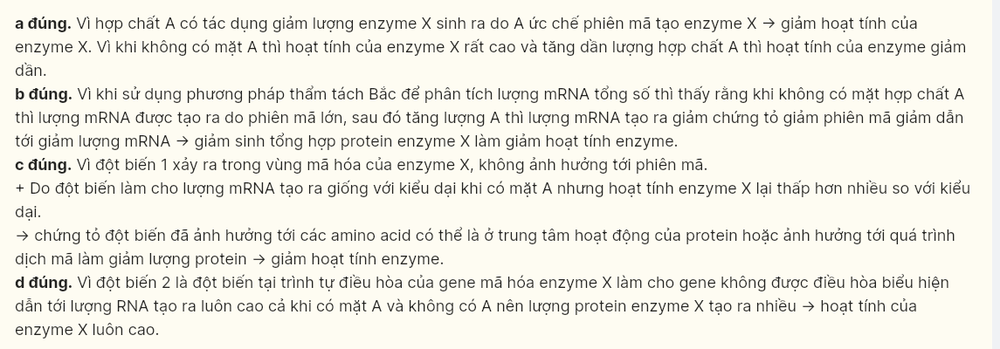 a đúng. Vì hợp chất A có tác dụng giảm lượng enzyme X sinh ra do A ức chế phiên mã tạo enzyme X → giảm hoạt tính của
enzyme X. Vì khi không có mặt A thì hoạt tính của enzyme X rất cao và tăng dần lượng hợp chất A thì hoạt tính của enzyme giảm
dần.
b đúng. Vì khi sử dụng phương pháp thẩm tách Bắc để phân tích lượng mRNA tổng số thì thấy rằng khi không có mặt hợp chất A
thì lượng mRNA được tạo ra do phiên mã lớn, sau đó tăng lượng A thì lượng mRNA tạo ra giảm chứng tỏ giảm phiên mã giảm dẫn
tới giảm lượng mRNA → giảm sinh tổng hợp protein enzyme X làm giảm hoạt tính enzyme.
c đúng. Vì đột biến 1 xảy ra trong vùng mã hóa của enzyme X, không ảnh hưởng tới phiên mã.
+ Do đột biến làm cho lượng mRNA tạo ra giống với kiểu dại khi có mặt A nhưng hoạt tính enzyme X lại thấp hơn nhiều so với kiểu
dại.
→ chứng tỏ đột biến đã ảnh hưởng tới các amino acid có thể là ở trung tâm hoạt động của protein hoặc ảnh hưởng tới quá trình
dịch mã làm giảm lượng protein → giảm hoạt tính enzyme.
d đúng. Vì đột biến 2 là đột biến tại trình tự điều hòa của gene mã hóa enzyme X làm cho gene không được điều hòa biểu hiện
dẫn tới lượng RNA tạo ra luôn cao cả khi có mặt A và không có A nên lượng protein enzyme X tạo ra nhiều → hoạt tính của
enzyme X luôn cao.